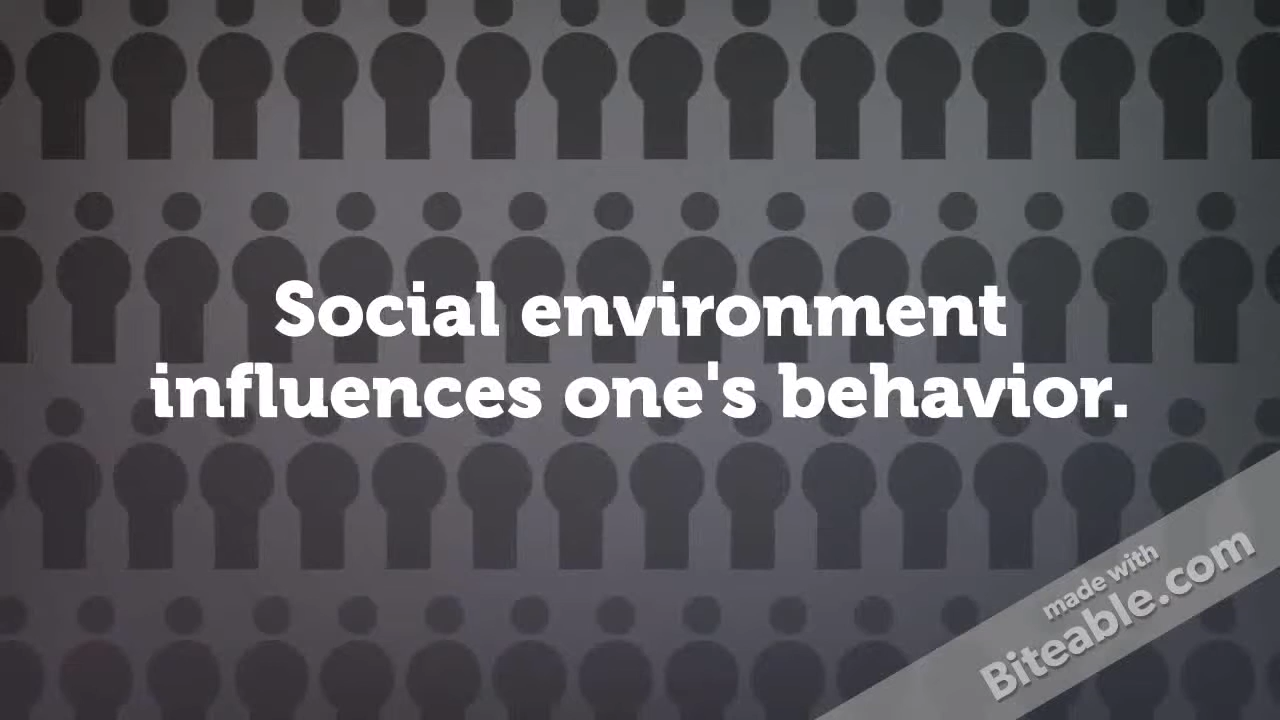 Social environment
influences one's behavior.
made with
Biteable.com